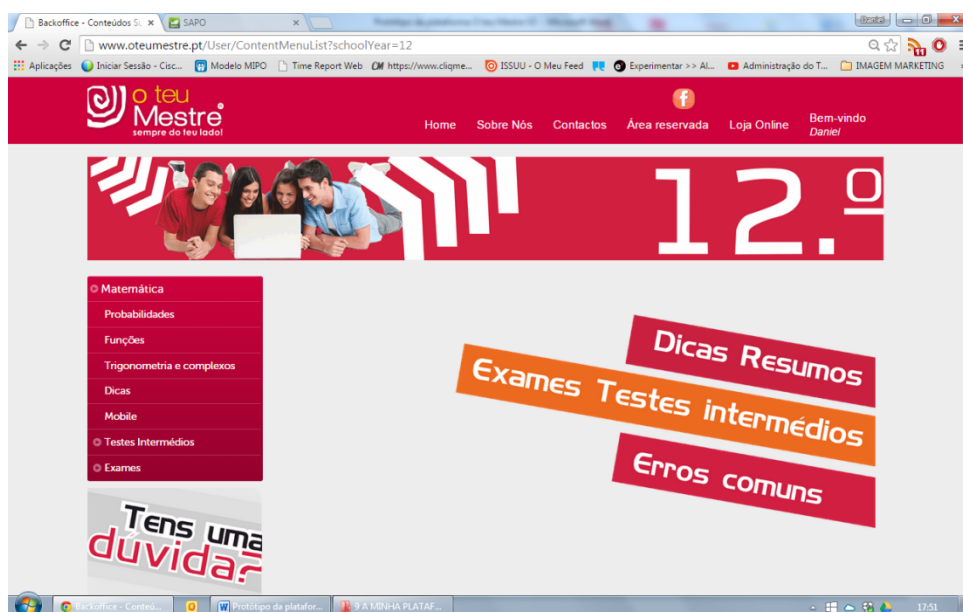 Backoffice - Conteúdos Su
SAPO
Daniel
www.oteumestre.pt/User/ContentMenuList?schoolYear=12
11
Aplicações
Iniciar Sessão - Cisc...
Modelo MIPO
Time Report Web
https://www.cliqme...
ISSUU - O Meu Feed
Experimentar >> Al...
Administração do T...
IMAGEM MARKETING
o teu
Mestre
sempre do teu lado!
Home
Sobre Nós
Contactos
Área reservada
Loja Online
Bem-vindo
Daniel
12.º
Matemática
Probabilidades
Funções
Trigonometria e complexos
Dicas
Mobile
Testes Intermédios
Exames
Dicas Resumos
Exames Testes intermédios
Erros comuns
Tens uma
dúvida?
Backoffice - Conteú...
Protótipo da platafor...
9 A MINHA PLATAF...
17:51